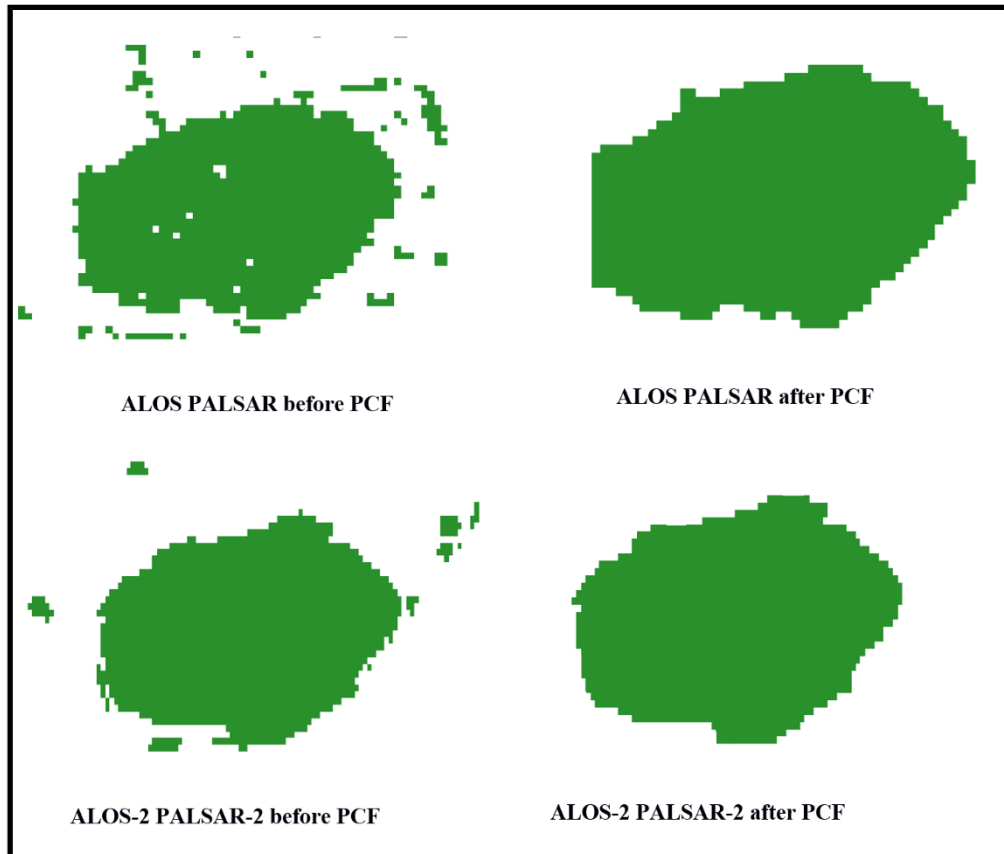 ALOS PALSAR before PCF
ALOS PALSAR after PCF
ALOS-2 PALSAR-2 before PCF
ALOS-2 PALSAR-2 after PCF